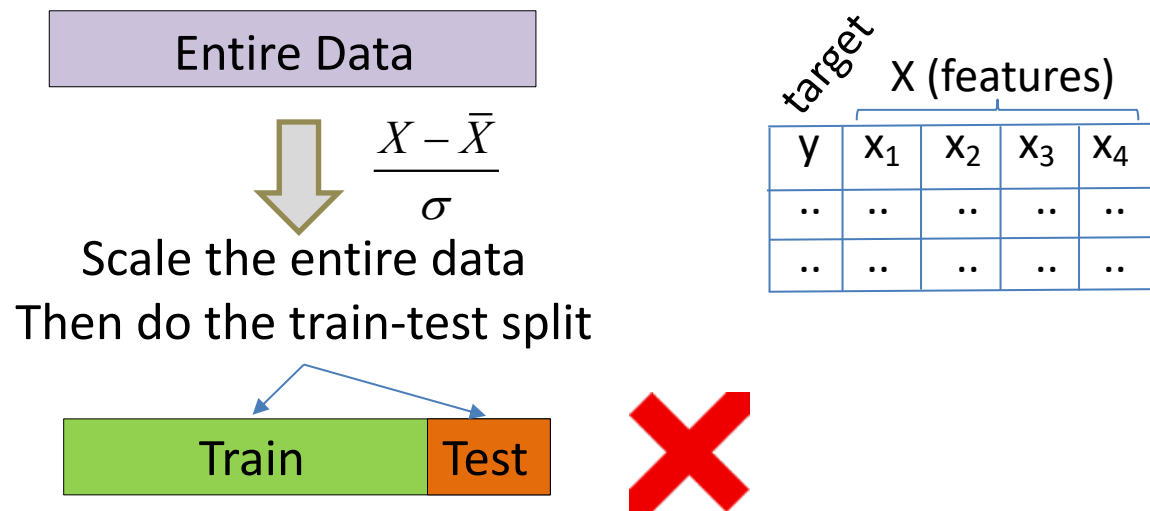 Entire Data
X − X̄
σ
Scale the entire data
Then do the train-test split
Train
Test
target
X (features)
y x₁ x₂ x₃ x₄
.. .. .. .. ..
.. .. .. .. ..